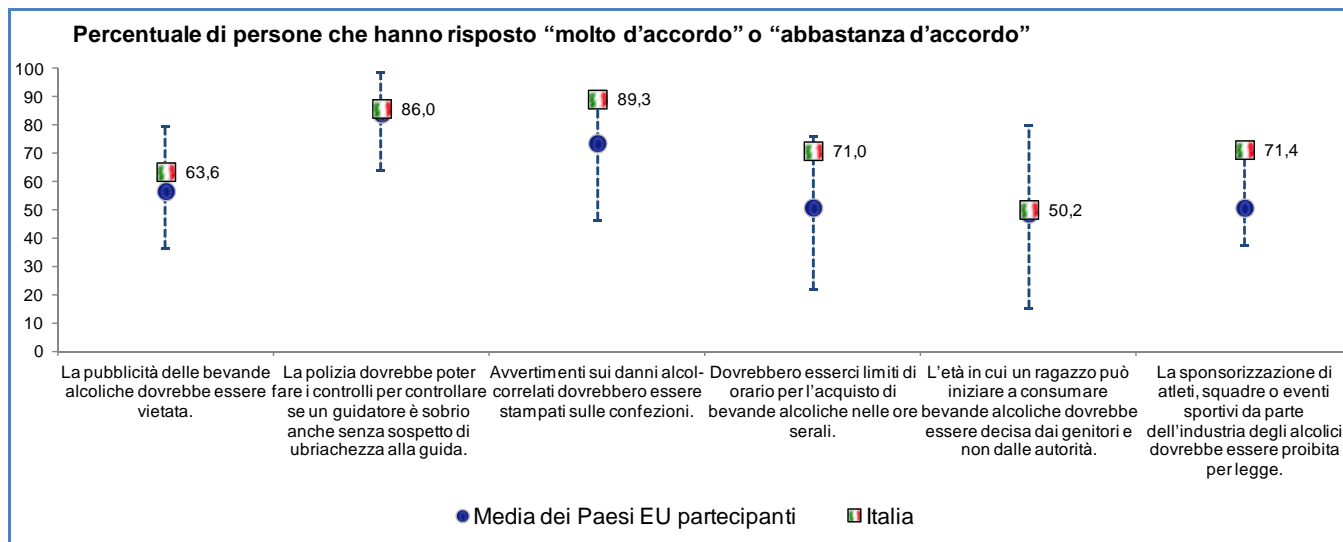 Percentuale di persone che hanno risposto “molto d’accordo” o “abbastanza d’accordo”
100
90
80
70
60
50
40
30
20
10
0
63,6
86,0
89,3
71,0
50,2
71,4
La pubblicità delle bevande
alcoliche dovrebbe essere
vietata.
La polizia dovrebbe poter
fare i controlli per controllare
se un guidatore è sobrio
anche senza sospetto di
ubriachezza alla guida.
Avvertimenti sui danni alcol-
correlati dovrebbero essere
stampati sulle confezioni.
Dovrebbero esserci limiti di
orario per l’acquisto di
bevande alcoliche nelle ore
serali.
L’età in cui un ragazzo può
iniziare a consumare
bevande alcoliche dovrebbe
essere decisa dai genitori e
non dalle autorità.
La sponsorizzazione di
atleti, squadre o eventi
sportivi da parte
dell’industria degli alcolici
dovrebbe essere proibita
per legge.
Media dei Paesi EU partecipanti
Italia